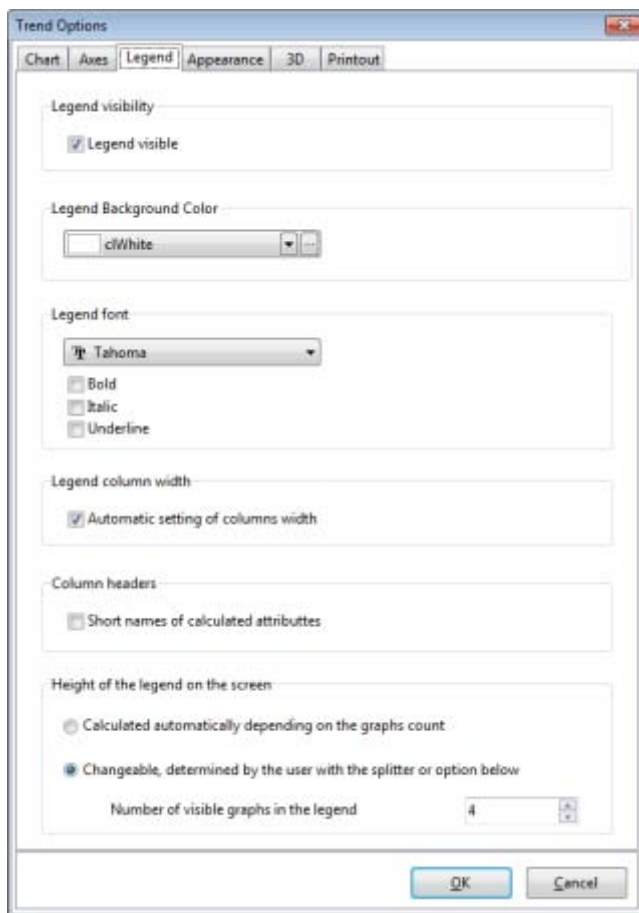 Trend Options
Chart Axes Legend Appearance 3D Printout
Legend visibility
Legend visible
Legend Background Color
clWhite
Legend font
Tahoma
Bold
Italic
Underline
Legend column width
Automatic setting of columns width
Column headers
Short names of calculated attributtes
Height of the legend on the screen
Calculated automatically depending on the graphs count
Changeable, determined by the user with the splitter or option below
Number of visible graphs in the legend 4
OK Cancel